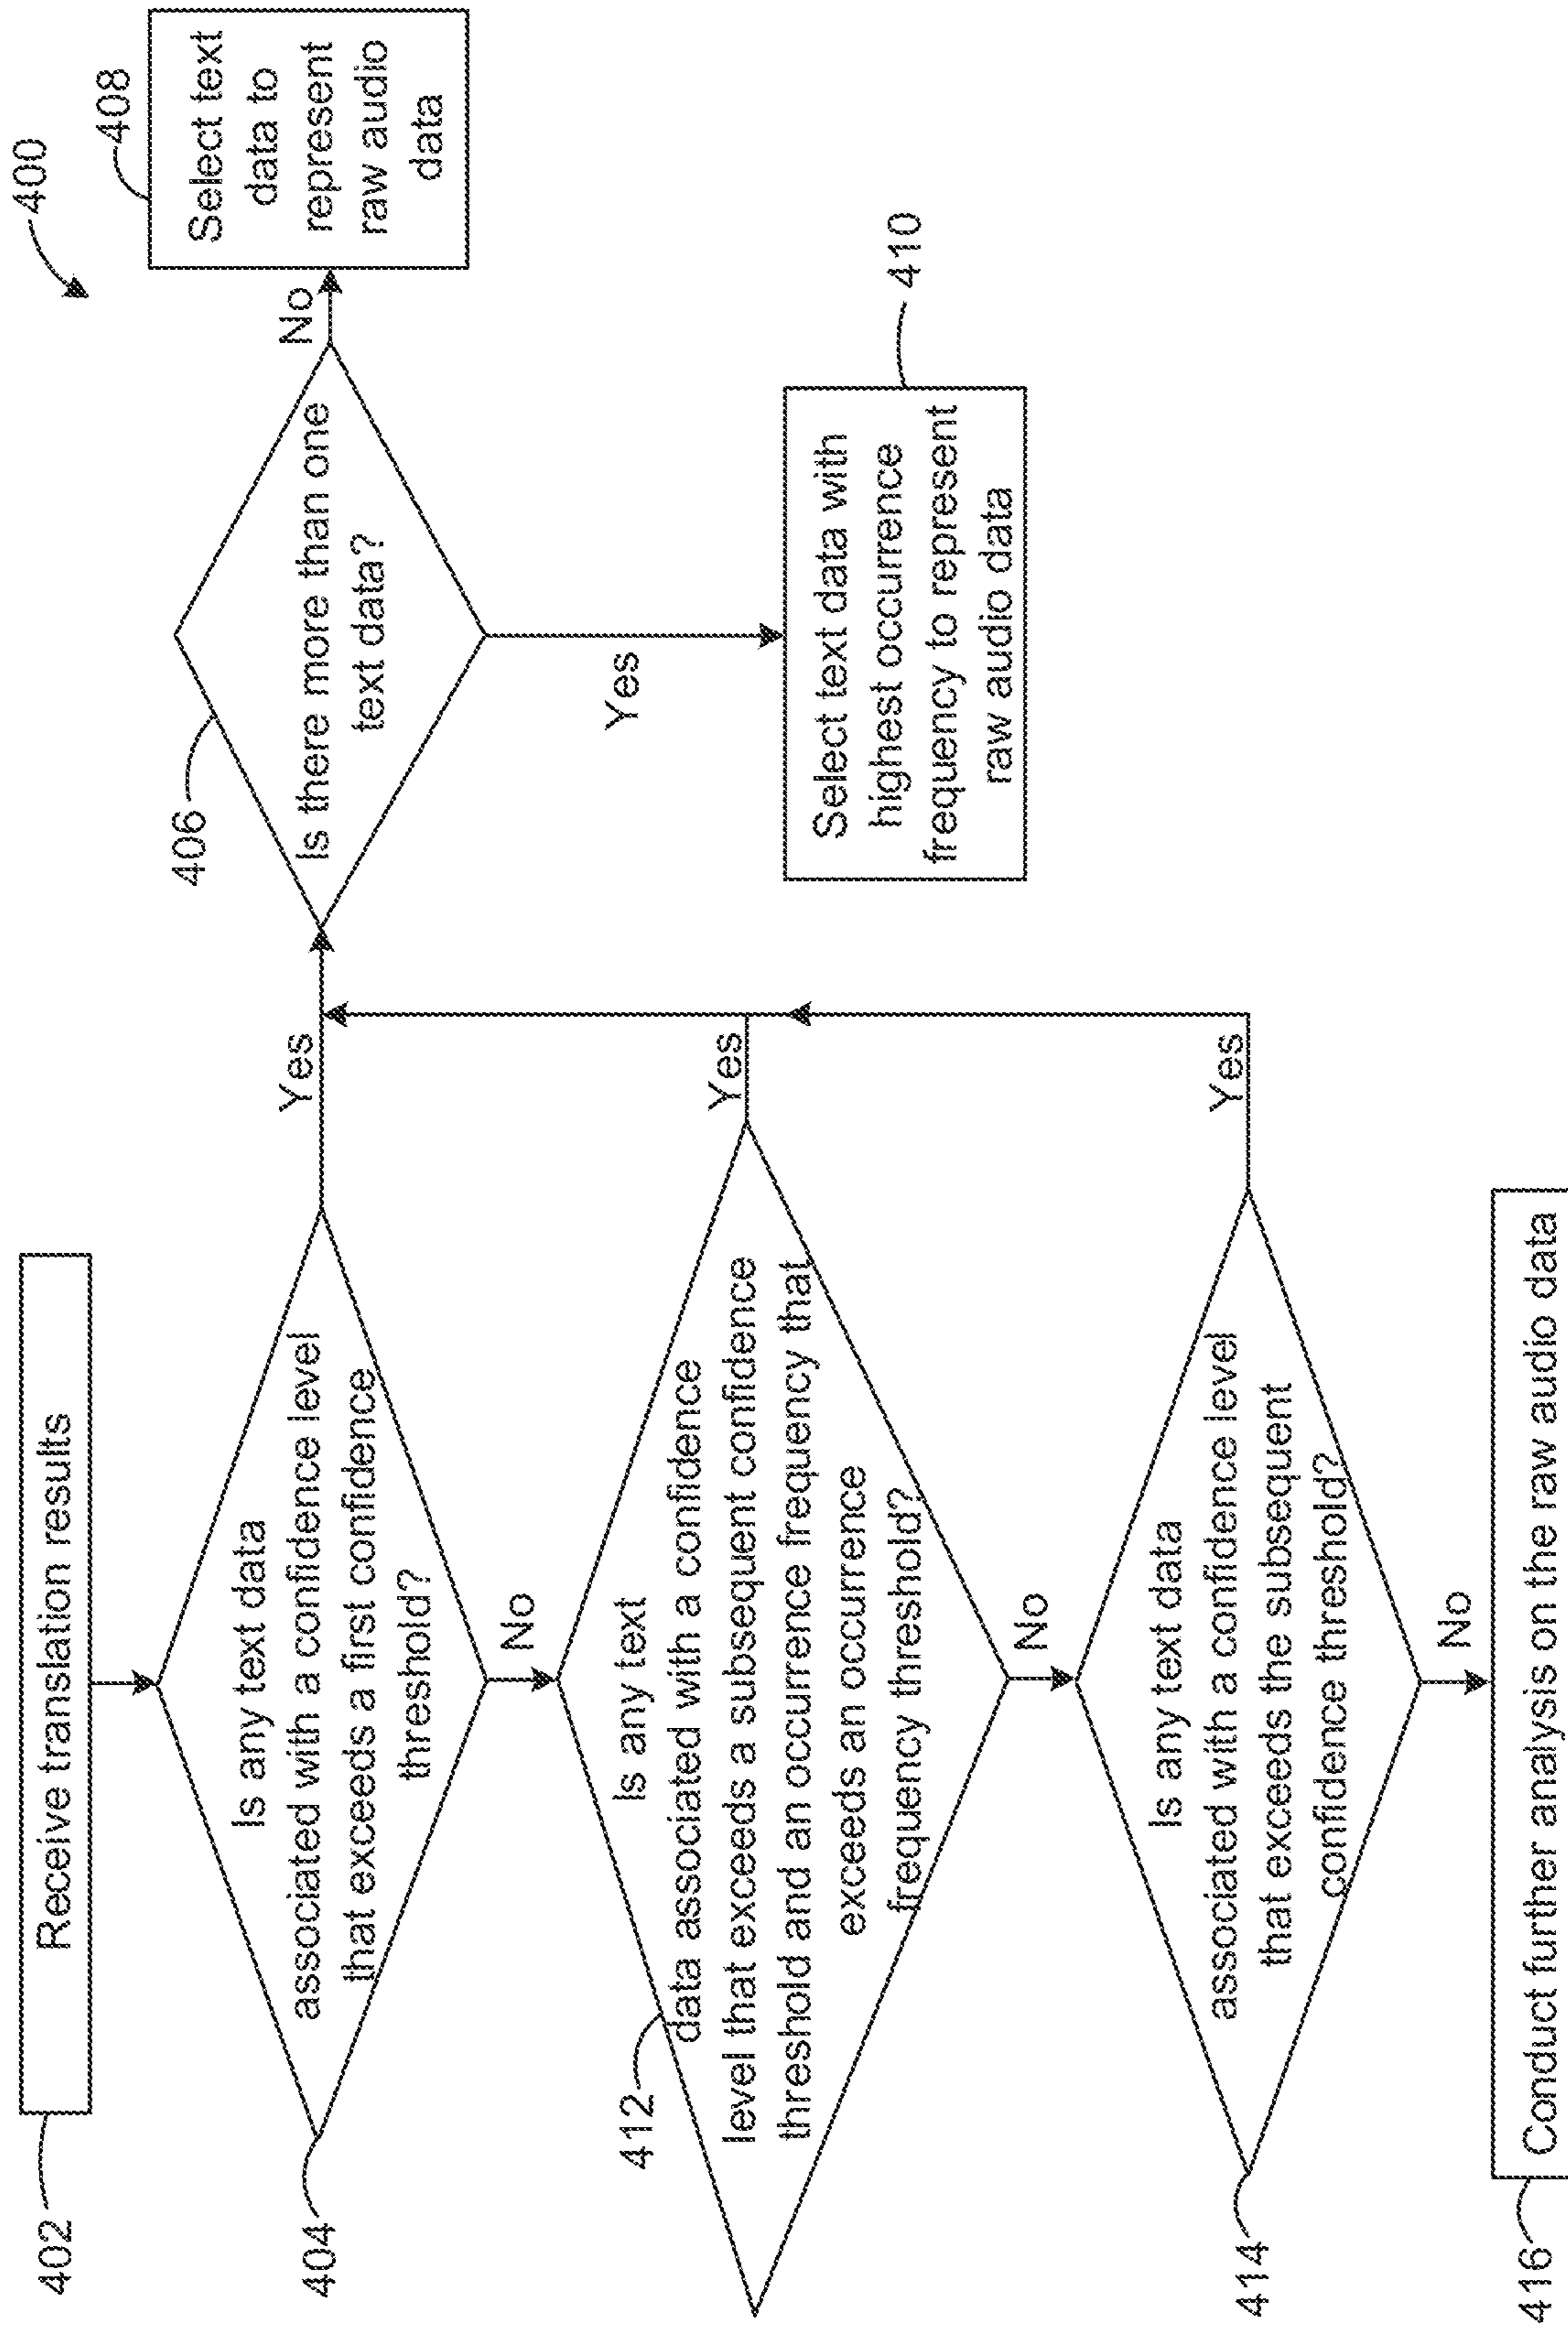 400
402
Receive translation results
404
Is any text data
associated with a confidence level
that exceeds a first confidence
threshold?
Yes
No
406
Is there more than one
text data?
No
408
Select text
data to
represent
raw audio
data
Yes
410
Select text data with
highest occurrence
frequency to represent
raw audio data
412
Is any text
data associated with a confidence
level that exceeds a subsequent confidence
threshold and an occurrence frequency that
exceeds an occurrence
frequency threshold?
Yes
No
414
Is any text data
associated with a confidence level
that exceeds the subsequent
confidence threshold?
Yes
No
416
Conduct further analysis on the raw audio data